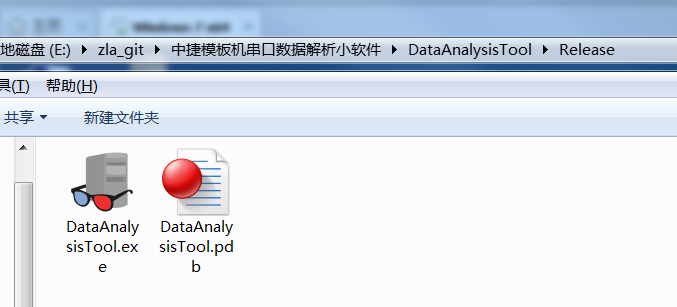 地磁盘 (E:) ▸ zla_git ▸ 中捷模板机串口数据解析小软件 ▸ DataAnalysisTool ▸ Release
具(T) 帮助(H)
共享 新建文件夹
DataAnaly
sisTool.ex
e
DataAnaly
sisTool.pd
b